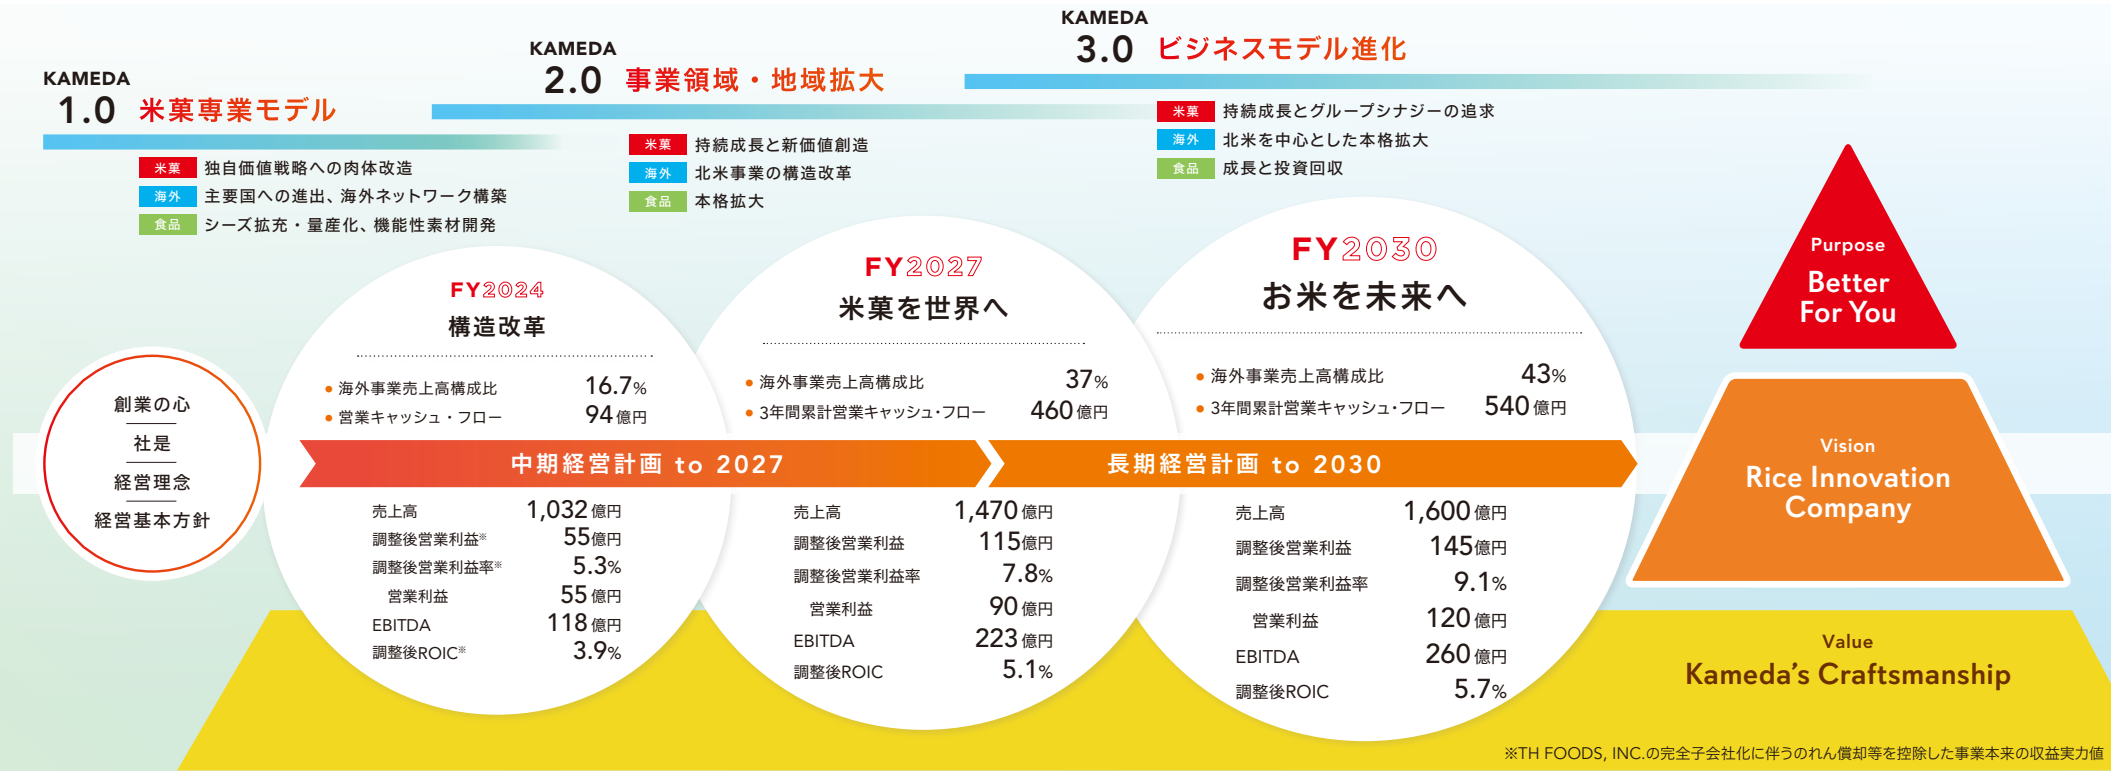 KAMEDA
1.0 米菓専業モデル
米菓 独自価値戦略への肉体改造
海外 主要国への進出、海外ネットワーク構築
食品 シーズ拡充・量産化、機能性素材開発
KAMEDA
2.0 事業領域・地域拡大
米菓 持続成長と新価値創造
海外 北米事業の構造改革
食品 本格拡大
KAMEDA
3.0 ビジネスモデル進化
米菓 持続成長とグループシナジーの追求
海外 北米を中心とした本格拡大
食品 成長と投資回収
創業の心
社是
経営理念
経営基本方針
FY2024
構造改革
● 海外事業売上高構成比 16.7%
● 営業キャッシュ・フロー 94億円
FY2027
米菓を世界へ
● 海外事業売上高構成比 37%
● 3年間累計営業キャッシュ・フロー 460億円
FY2030
お米を未来へ
● 海外事業売上高構成比 43%
● 3年間累計営業キャッシュ・フロー 540億円
中期経営計画 to 2027
長期経営計画 to 2030
売上高 1,032億円
調整後営業利益※ 55億円
調整後営業利益率※ 5.3%
営業利益 55億円
EBITDA 118億円
調整後ROIC※ 3.9%
売上高 1,470億円
調整後営業利益 115億円
調整後営業利益率 7.8%
営業利益 90億円
EBITDA 223億円
調整後ROIC 5.1%
売上高 1,600億円
調整後営業利益 145億円
調整後営業利益率 9.1%
営業利益 120億円
EBITDA 260億円
調整後ROIC 5.7%
Purpose
Better
For You
Vision
Rice Innovation
Company
Value
Kameda’s Craftsmanship
※TH FOODS, INC.の完全子会社化に伴うのれん償却等を控除した事業本来の収益実力値